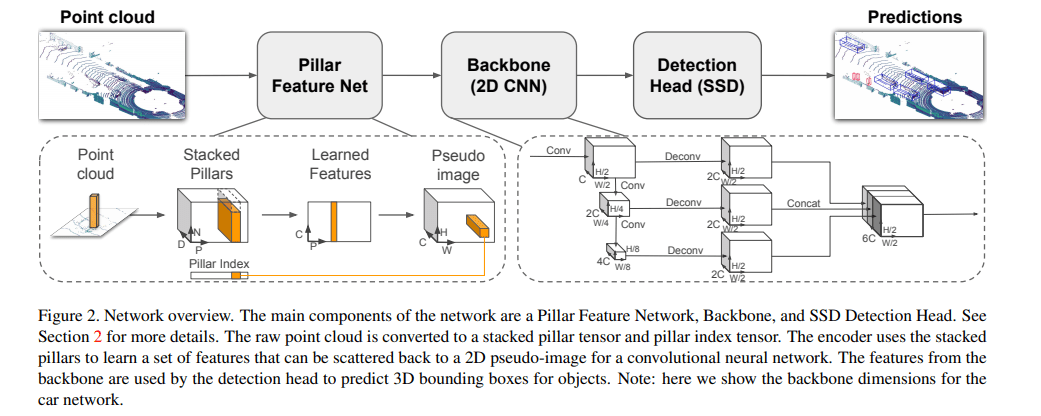 Point cloud
Predictions
Pillar
Feature Net
Backbone
(2D CNN)
Detection
Head (SSD)
Point
cloud
Stacked
Pillars
Learned
Features
Pseudo
image
D
N
P
C
P
C
H
W
Pillar Index
Conv
C
H/2
W/2
Conv
2C
H/4
W/4
Conv
4C
H/8
W/8
Deconv
2C
H/2
W/2
Deconv
2C
H/2
W/2
Deconv
2C
H/2
W/2
Concat
6C
H/2
W/2
Figure 2. Network overview. The main components of the network are a Pillar Feature Network, Backbone, and SSD Detection Head. See
Section 2 for more details. The raw point cloud is converted to a stacked pillar tensor and pillar index tensor. The encoder uses the stacked
pillars to learn a set of features that can be scattered back to a 2D pseudo-image for a convolutional neural network. The features from the
backbone are used by the detection head to predict 3D bounding boxes for objects. Note: here we show the backbone dimensions for the
car network.